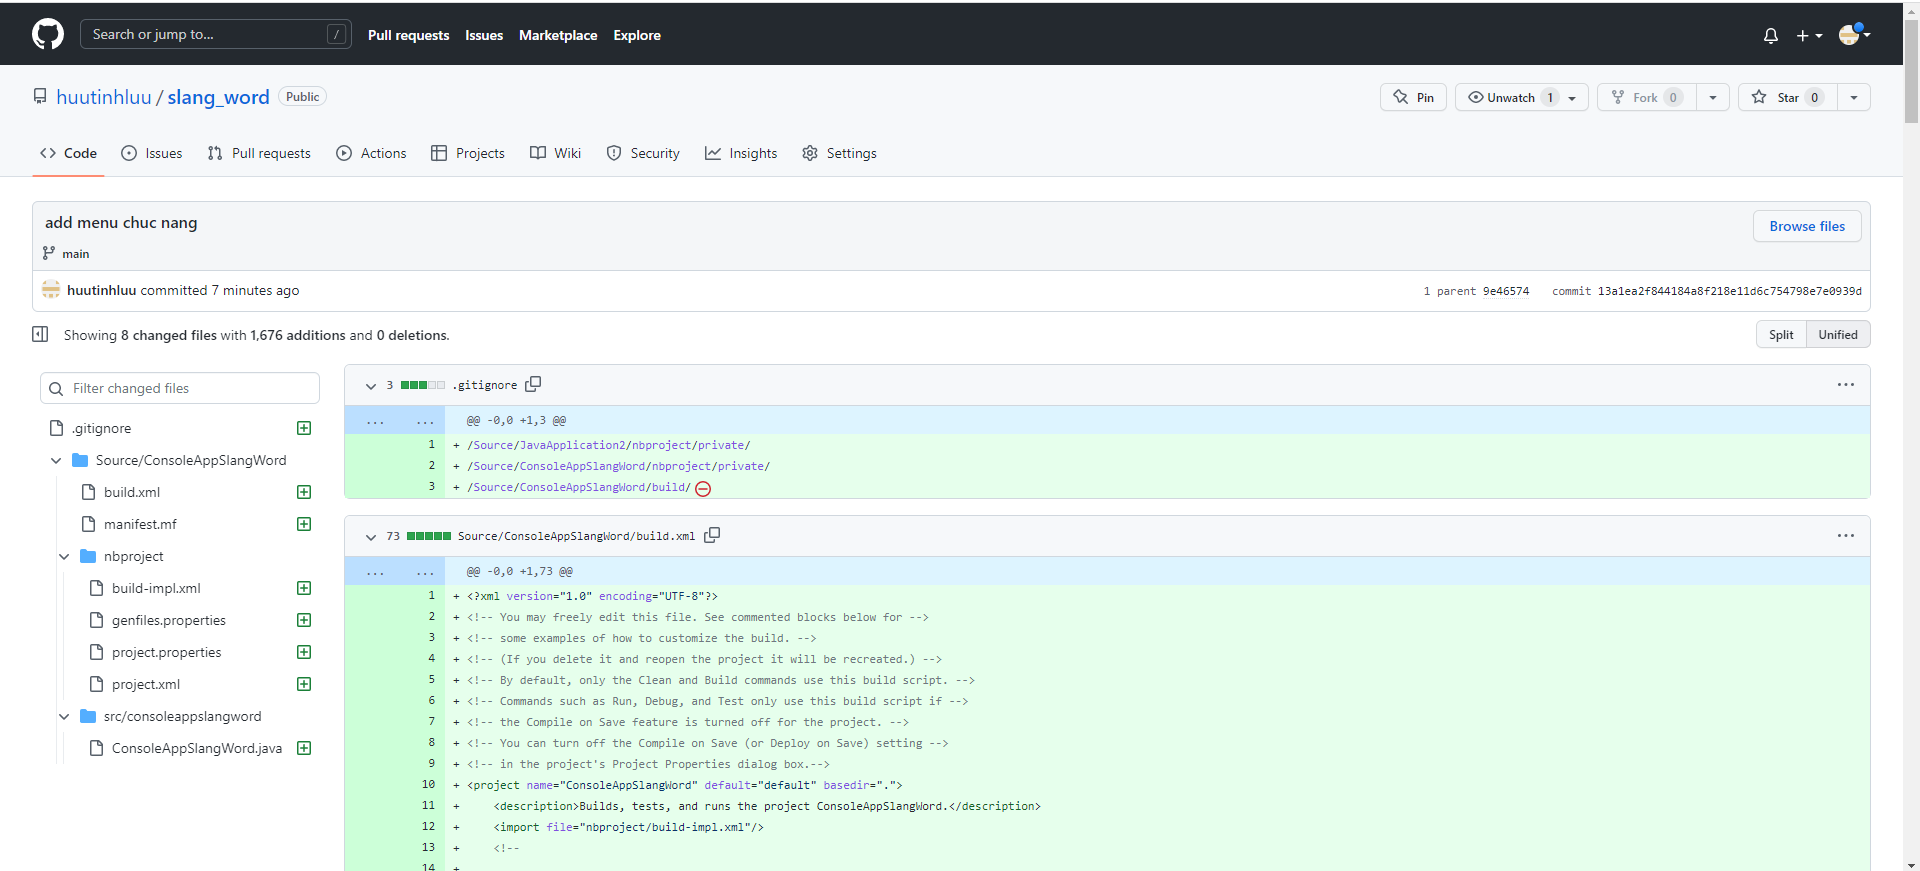 Search or jump to... / Pull requests Issues Marketplace Explore
huutinhluu / slang_word Public Pin Unwatch 1 Fork 0 Star 0
Code Issues Pull requests Actions Projects Wiki Security Insights Settings
add menu chuc nang
Browse files
main
huutinhluu committed 7 minutes ago 1 parent 9e46574 commit 13a1ea2f844184a8f218e11d6c754798e7e0939d
Showing 8 changed files with 1,676 additions and 0 deletions. Split Unified
Filter changed files
.gitignore
Source/ConsoleAppSlangWord
build.xml
manifest.mf
nbproject
build-impl.xml
genfiles.properties
project.properties
project.xml
src/consoleappslangword
ConsoleAppSlangWord.java
3 .gitignore ...
... ... @@ -0,0 +1,3 @@
1 + /Source/JavaApplication2/nbproject/private/
2 + /Source/ConsoleAppSlangWord/nbproject/private/
3 + /Source/ConsoleAppSlangWord/build/
73 Source/ConsoleAppSlangWord/build.xml ...
... ... @@ -0,0 +1,73 @@
1 + <?xml version="1.0" encoding="UTF-8"?>
2 + <!-- You may freely edit this file. See commented blocks below for -->
3 + <!-- some examples of how to customize the build. -->
4 + <!-- (If you delete it and reopen the project it will be recreated.) -->
5 + <!-- By default, only the Clean and Build commands use this build script. -->
6 + <!-- Commands such as Run, Debug, and Test only use this build script if -->
7 + <!-- the Compile on Save feature is turned off for the project. -->
8 + <!-- You can turn off the Compile on Save (or Deploy on Save) setting -->
9 + <!-- in the project's Project Properties dialog box.-->
10 + <project name="ConsoleAppSlangWord" default="default" basedir=".">
11 + <description>Builds, tests, and runs the project ConsoleAppSlangWord.</description>
12 + <import file="nbproject/build-impl.xml"/>
13 + <!--
14 +